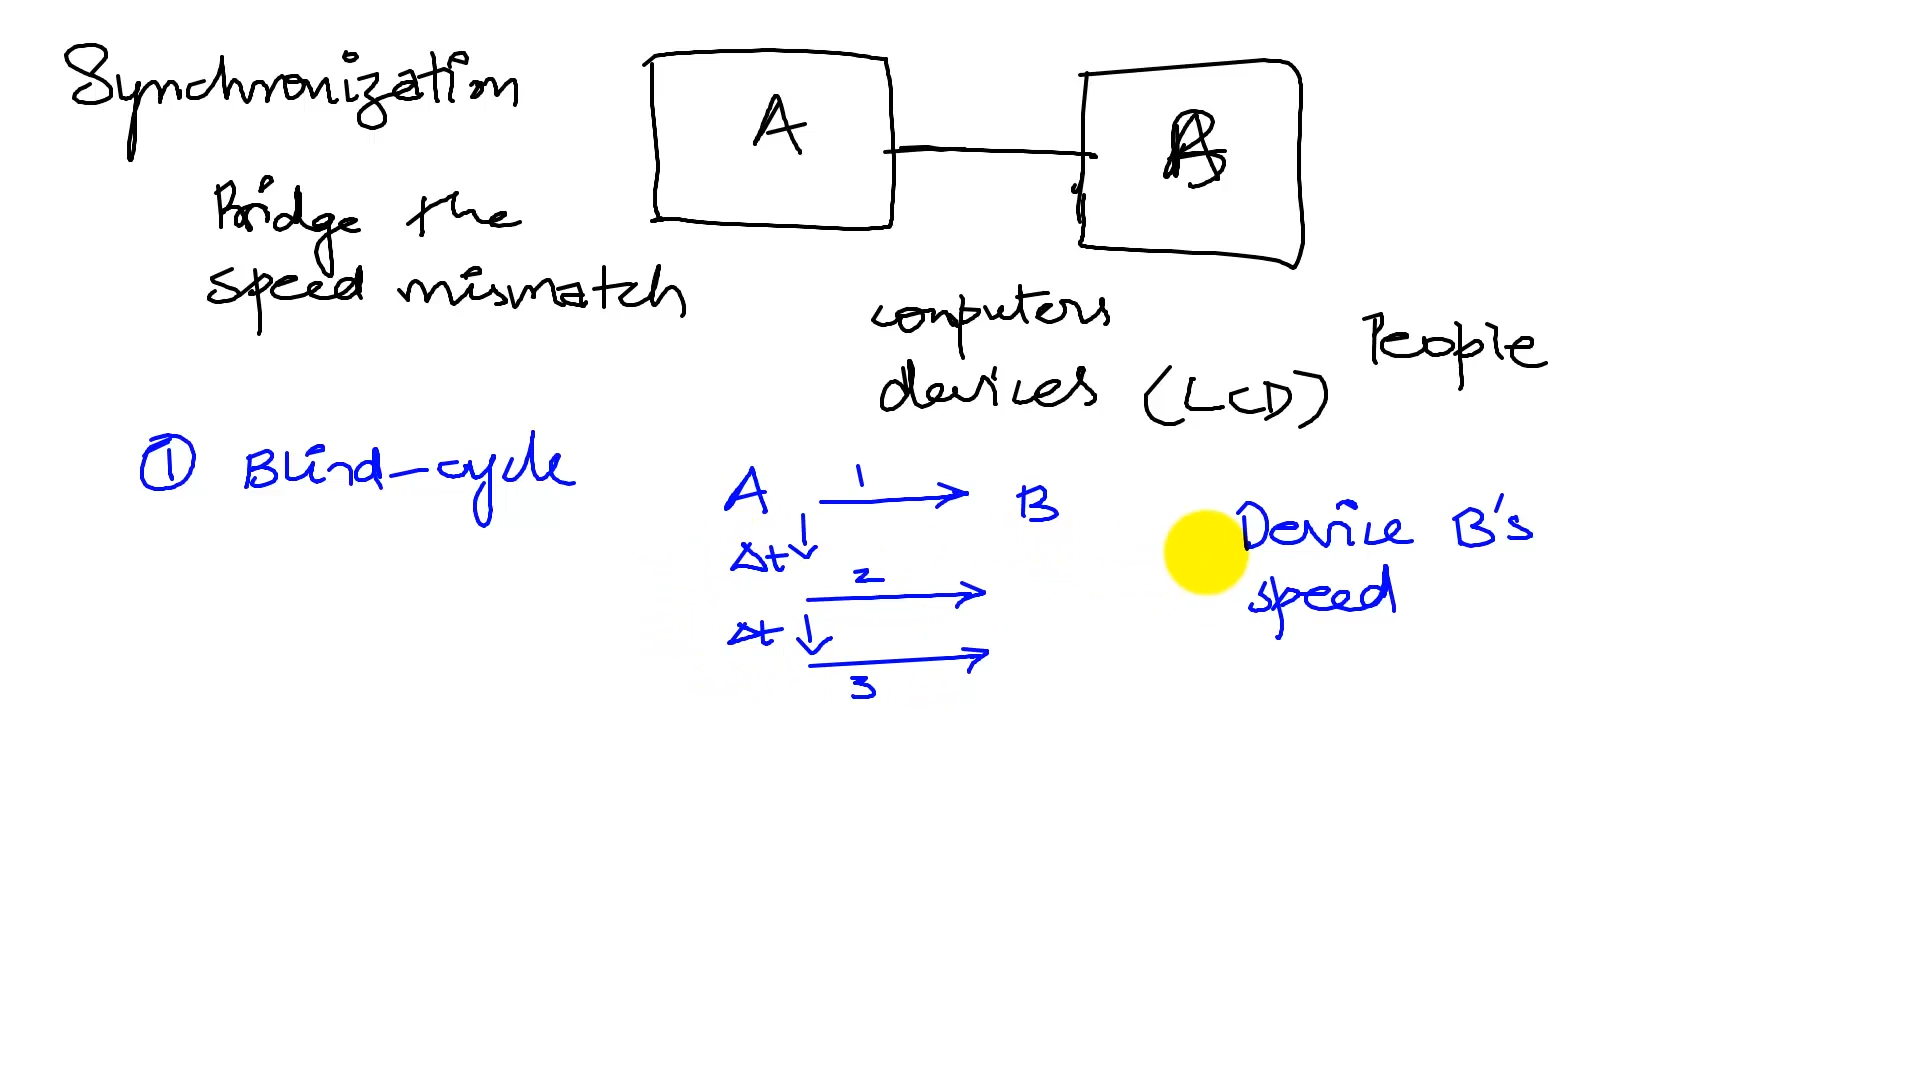 Synchronization
A
B
Bridge the
speed mismatch
computers
devices (LCD)
People
① Blind-cycle
A 1 B
Δt
2
Δt
3
Device B's
speed